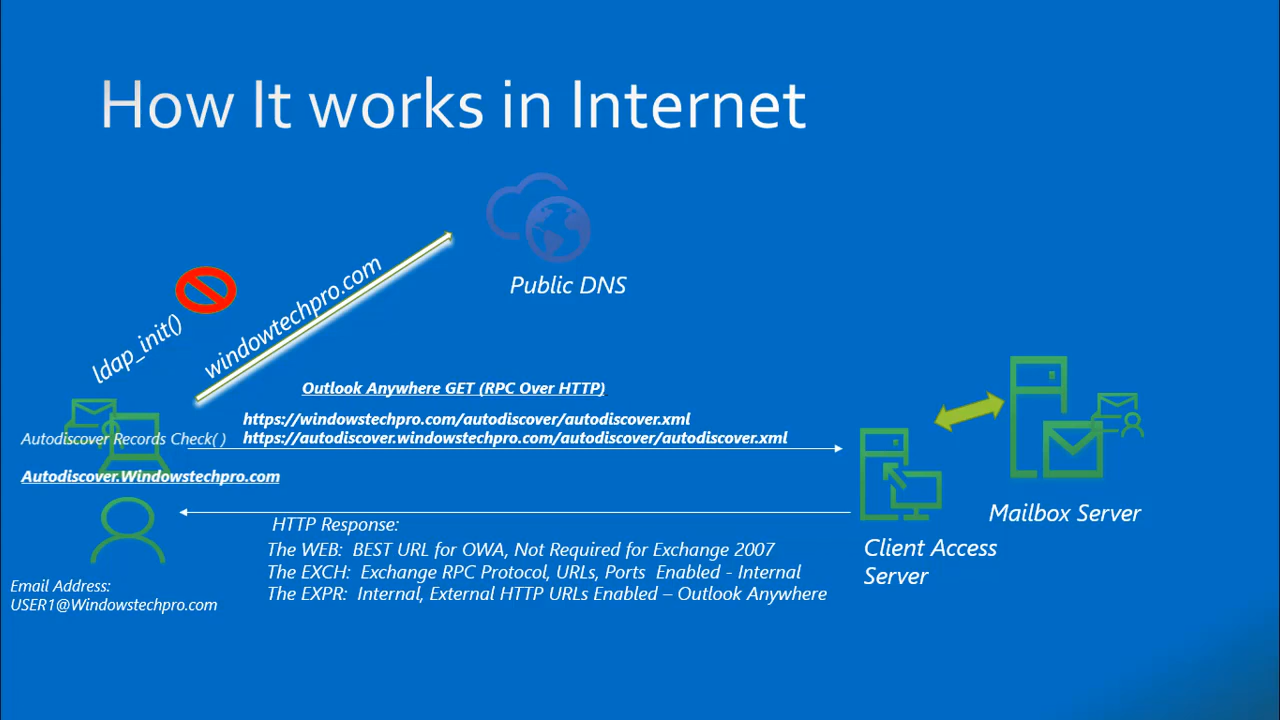 How It works in Internet
Public DNS
ldap_init()
windowtechpro.com
Outlook Anywhere GET (RPC Over HTTP)
https://windowstechpro.com/autodiscover/autodiscover.xml
Autodiscover Records Check( )
https://autodiscover.windowstechpro.com/autodiscover/autodiscover.xml
Autodiscover.Windowstechpro.com
Mailbox Server
Client Access
Server
HTTP Response:
The WEB: BEST URL for OWA, Not Required for Exchange 2007
The EXCH: Exchange RPC Protocol, URLs, Ports Enabled - Internal
The EXPR: Internal, External HTTP URLs Enabled – Outlook Anywhere
Email Address:
USER1@Windowstechpro.com